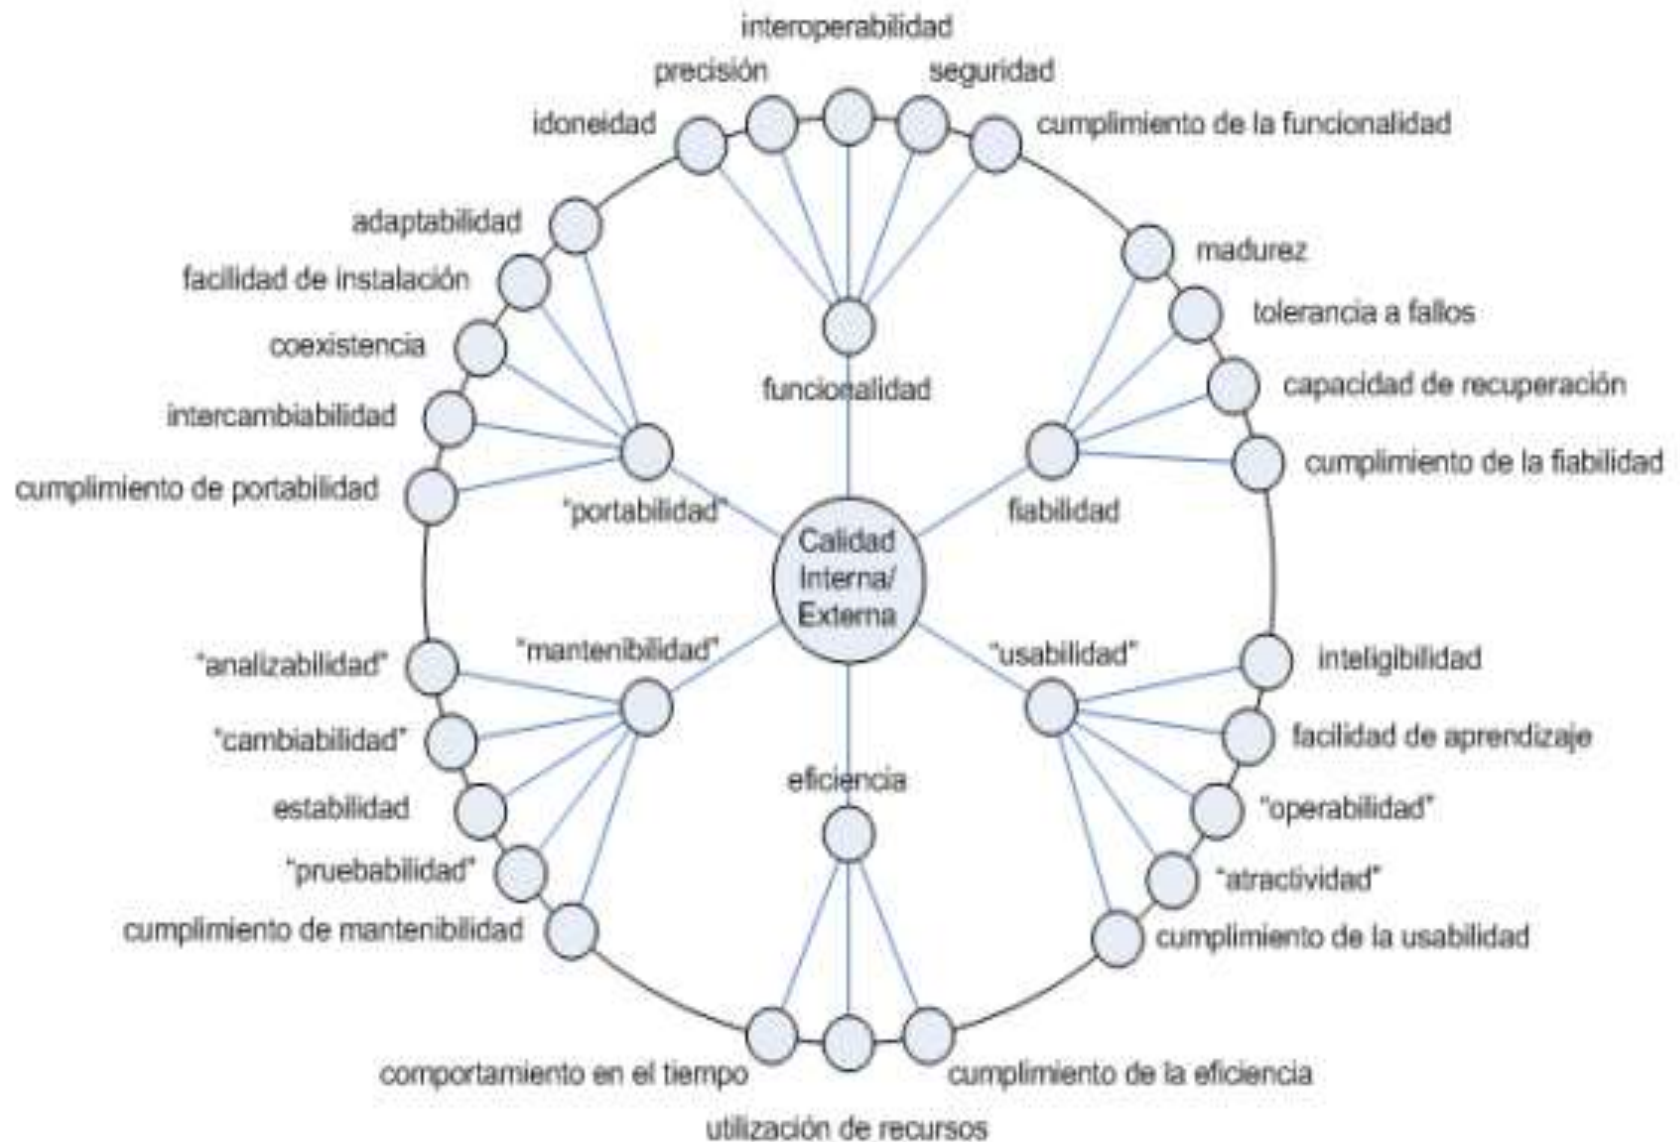 interoperabilidad
precisión
seguridad
idoneidad
cumplimiento de la funcionalidad
adaptabilidad
madurez
facilidad de instalación
tolerancia a fallos
coexistencia
capacidad de recuperación
funcionalidad
intercambiabilidad
cumplimiento de la fiabilidad
cumplimiento de portabilidad
"portabilidad"
fiabilidad
Calidad
Interna/
Externa
"mantenibilidad"
"usabilidad"
"analizabilidad"
inteligibilidad
"cambiabilidad"
facilidad de aprendizaje
eficiencia
estabilidad
"operabilidad"
"pruebabilidad"
"atractividad"
cumplimiento de mantenibilidad
cumplimiento de la usabilidad
comportamiento en el tiempo
cumplimiento de la eficiencia
utilización de recursos